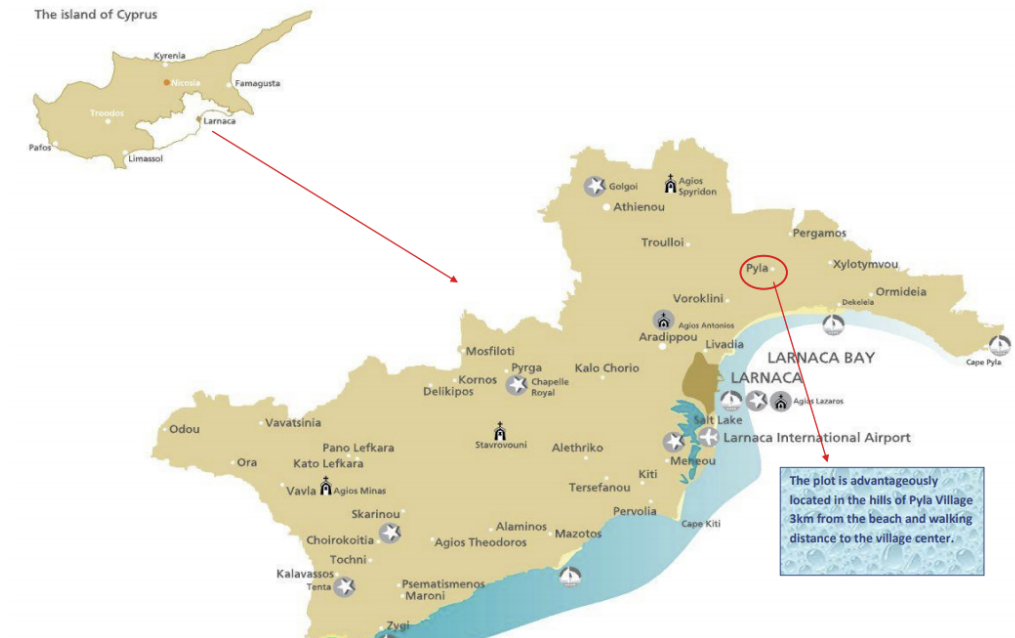 The island of Cyprus
Kyrenia
Nicosia
Famagusta
Troodos
Larnaca
Pafos
Limassol
Golgoi
Agios
Spyridon
Athienou
Troulloi
Pergamos
Pyla
Xylotymvou
Ormideia
Voroklini
Dekeleia
Agios Antonios
Aradippou
Livadia
LARNACA BAY
Cape Pyla
Mosfiloti
Pyrga
Kalo Chorio
Kornos
Chapelle
Royal
Delikipos
LARNACA
Agios Lazaros
Salt Lake
Larnaca International Airport
Odou
Vavatsinia
Stavrovouni
Alethriko
Pano Lefkara
Kato Lefkara
Ora
Meneou
Kiti
Tersefanou
Vavla
Agios Minas
Pervolia
Cape Kiti
Skarinou
Alaminos
Mazotos
Choirokoitia
Agios Theodoros
Tochni
Kalavassos
Tenta
Psematismenos
Maroni
Zygi
The plot is advantageously
located in the hills of Pyla Village
3km from the beach and walking
distance to the village center.